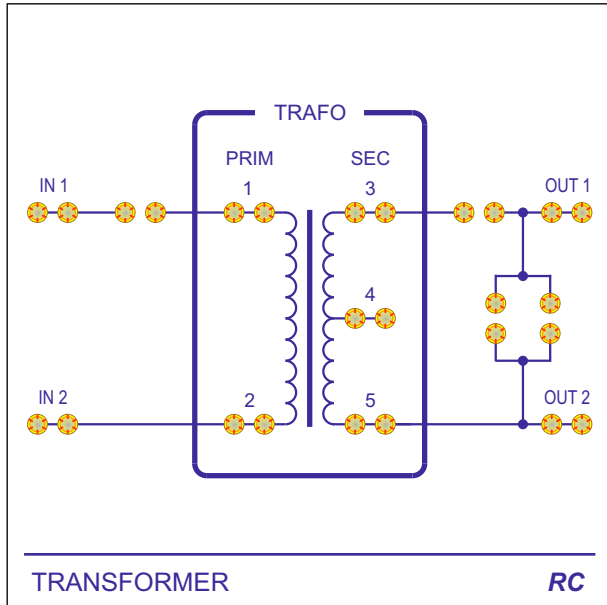 TRAFO
PRIM SEC
IN 1 1 3 OUT 1
4
IN 2 2 5 OUT 2
TRANSFORMER RC